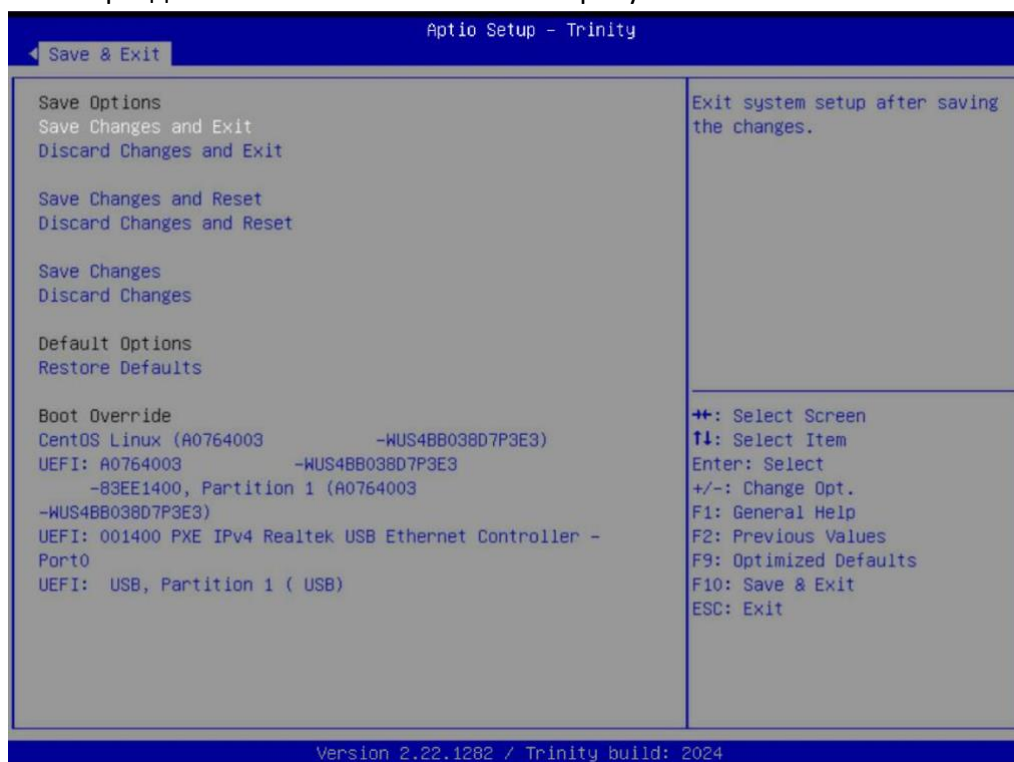 Aptio Setup – Trinity
Save & Exit
Save Options
Save Changes and Exit
Discard Changes and Exit
Save Changes and Reset
Discard Changes and Reset
Save Changes
Discard Changes
Default Options
Restore Defaults
Boot Override
CentOS Linux (A0764003 -WUS4BB038D7P3E3)
UEFI: A0764003 -WUS4BB038D7P3E3
-83EE1400, Partition 1 (A0764003
-WUS4BB038D7P3E3)
UEFI: 001400 PXE IPv4 Realtek USB Ethernet Controller –
Port0
UEFI: USB, Partition 1 ( USB)
Exit system setup after saving
the changes.
→←: Select Screen
↑↓: Select Item
Enter: Select
+/-: Change Opt.
F1: General Help
F2: Previous Values
F9: Optimized Defaults
F10: Save & Exit
ESC: Exit
Version 2.22.1282 / Trinity build: 2024